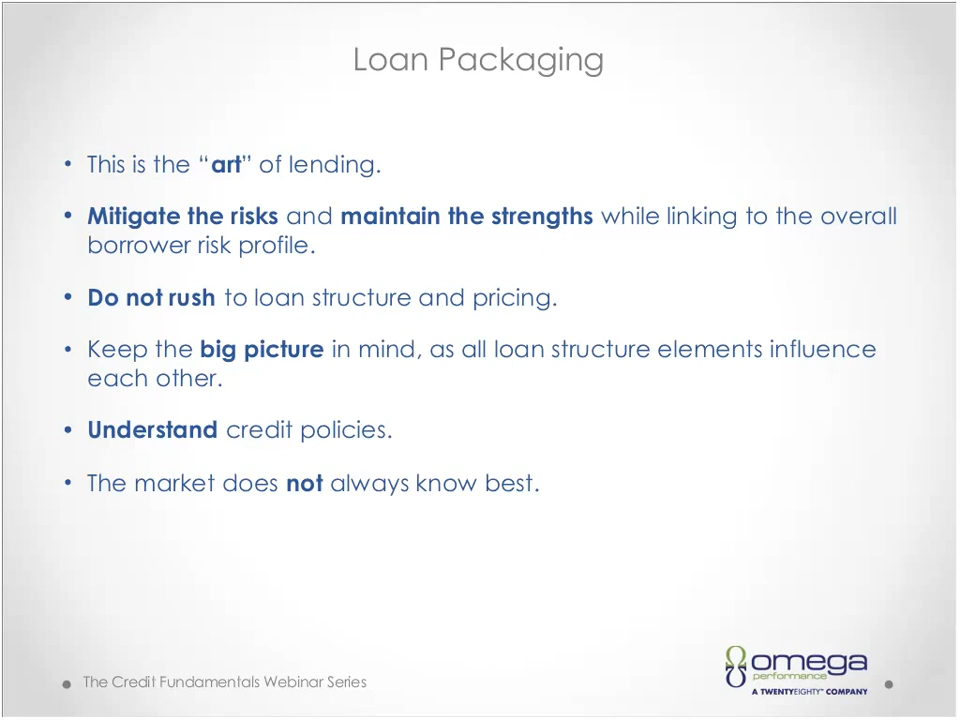 Loan Packaging
• This is the “art” of lending.
• Mitigate the risks and maintain the strengths while linking to the overall
borrower risk profile.
• Do not rush to loan structure and pricing.
• Keep the big picture in mind, as all loan structure elements influence
each other.
• Understand credit policies.
• The market does not always know best.
The Credit Fundamentals Webinar Series
omega
performance
A TWENTYEIGHTY™ COMPANY